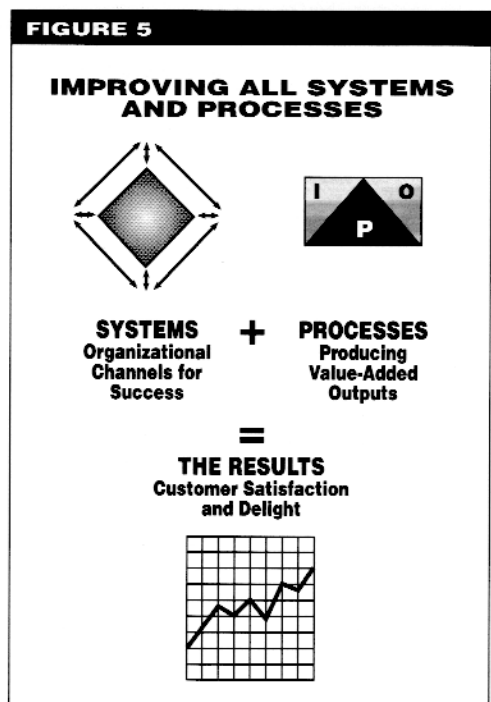 FIGURE 5
IMPROVING ALL SYSTEMS
AND PROCESSES
I O
P
SYSTEMS + PROCESSES
Organizational Producing
Channels for Value-Added
Success Outputs
=
THE RESULTS
Customer Satisfaction
and Delight